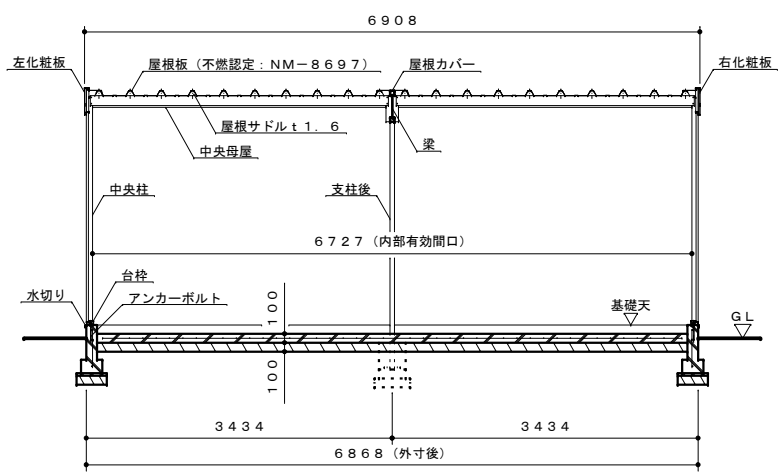 6908
左化粧板
屋根板（不燃認定：NM－8697）
屋根カバー
右化粧板
屋根サドルt1．6
中央母屋
梁
中央柱
支柱後
6727（内部有効間口）
台枠
水切り
アンカーボルト
100
基礎天
GL
100
3434
3434
6868（外寸後）